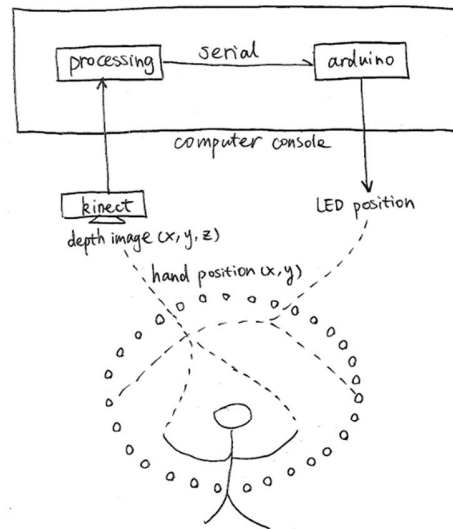 processing
serial
arduino
computer console
kinect
LED position
depth image (x, y, z)
hand position (x, y)